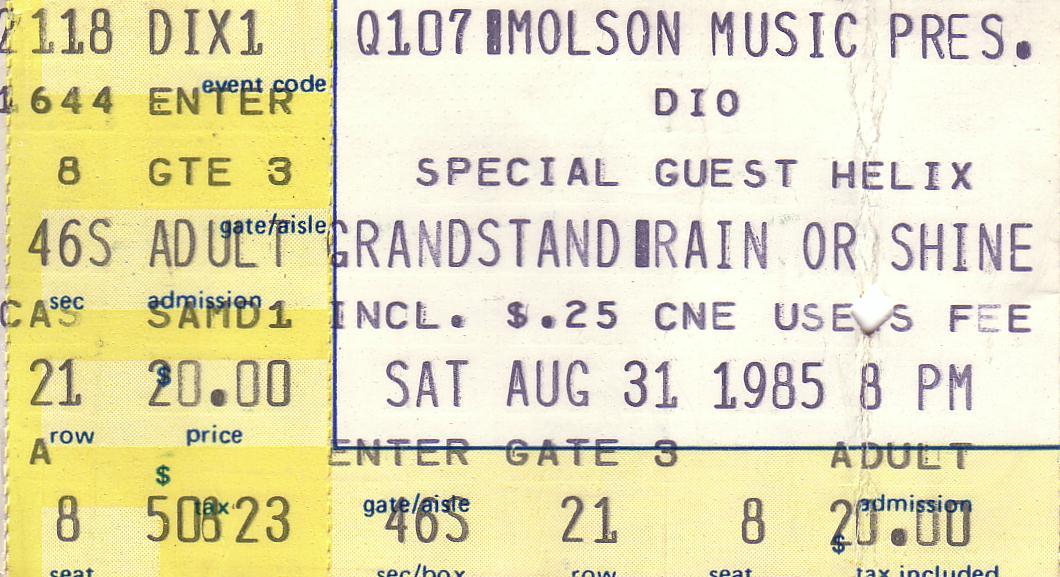 2118 DIX1 Q107▮MOLSON MUSIC PRES.
event code
1644 ENTER DIO
8 GTE 3 SPECIAL GUEST HELIX
gate/aisle
46S ADULT GRANDSTAND▮RAIN OR SHINE
sec admission
CAS SAMD1 INCL. $.25 CNE USE S FEE
21 $20.00 SAT AUG 31 1985 8 PM
row price
A ENTER GATE 3 ADULT
$
tax gate/aisle admission
8 508 23 46S 21 8 20.00
$
seat sec/box row seat tax included